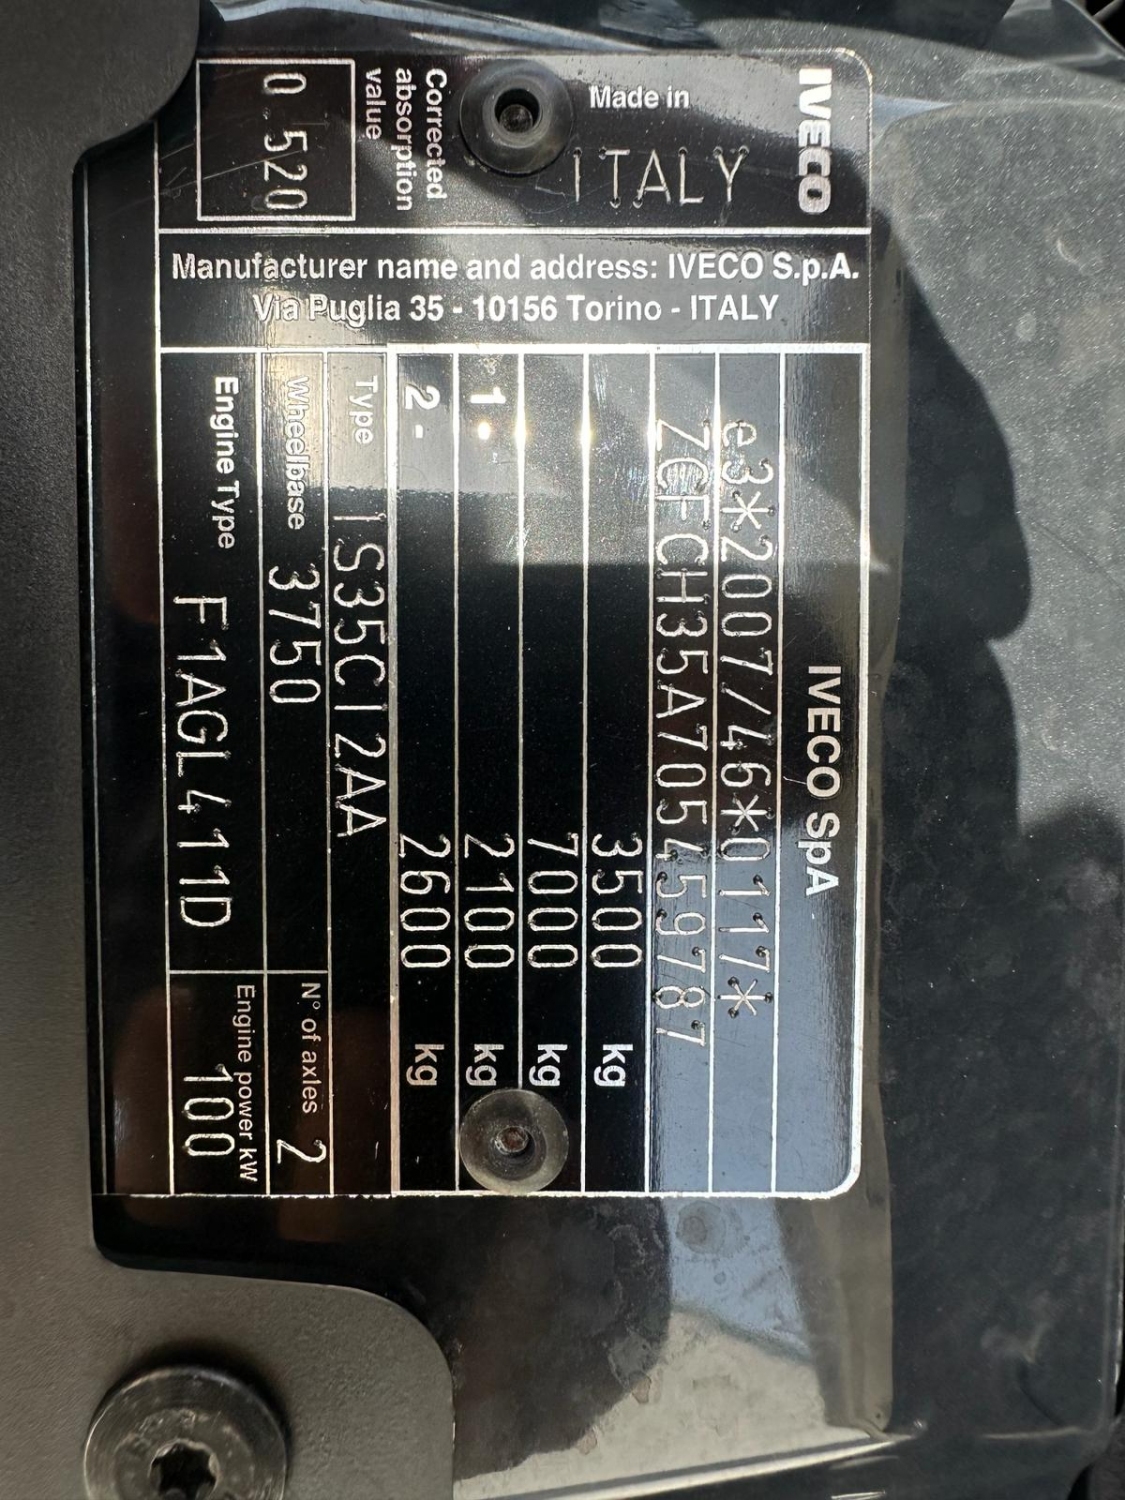 IVECO SpA
e3*2007/46*0117*
ZCFCH35A705459787
3500 kg
7000 kg
1- 2100 kg
2- 2600 kg
Type IS35CI2AA
Wheelbase 3750 N° of axles 2
Engine Type F1AGL411D Engine power kW 100
IVECO
Made in
ITALY
Corrected
absorption
value
0.520
Manufacturer name and address: IVECO S.p.A.
Via Puglia 35 - 10156 Torino - ITALY